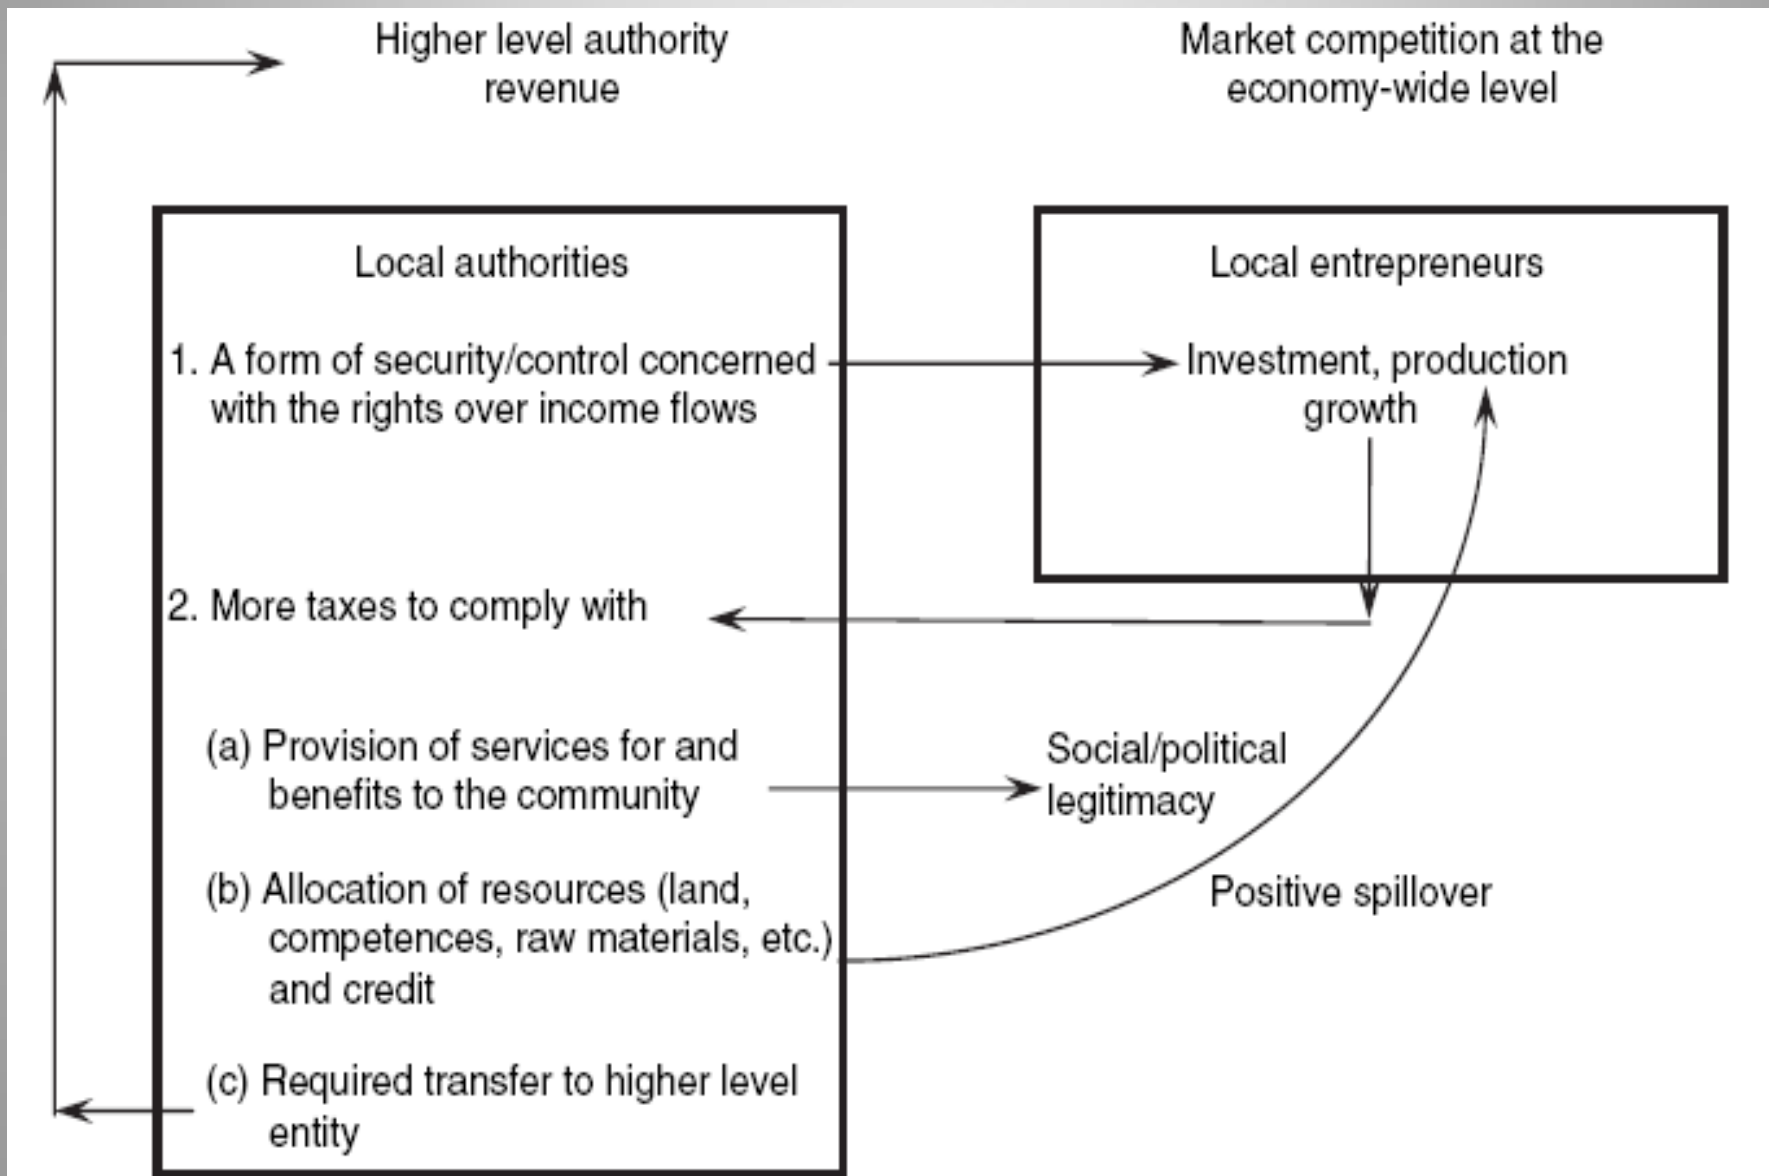 Higher level authority
revenue
Market competition at the
economy-wide level
Local authorities
1. A form of security/control concerned
with the rights over income flows
2. More taxes to comply with
(a) Provision of services for and
benefits to the community
(b) Allocation of resources (land,
competences, raw materials, etc.)
and credit
(c) Required transfer to higher level
entity
Local entrepreneurs
Investment, production
growth
Social/political
legitimacy
Positive spillover